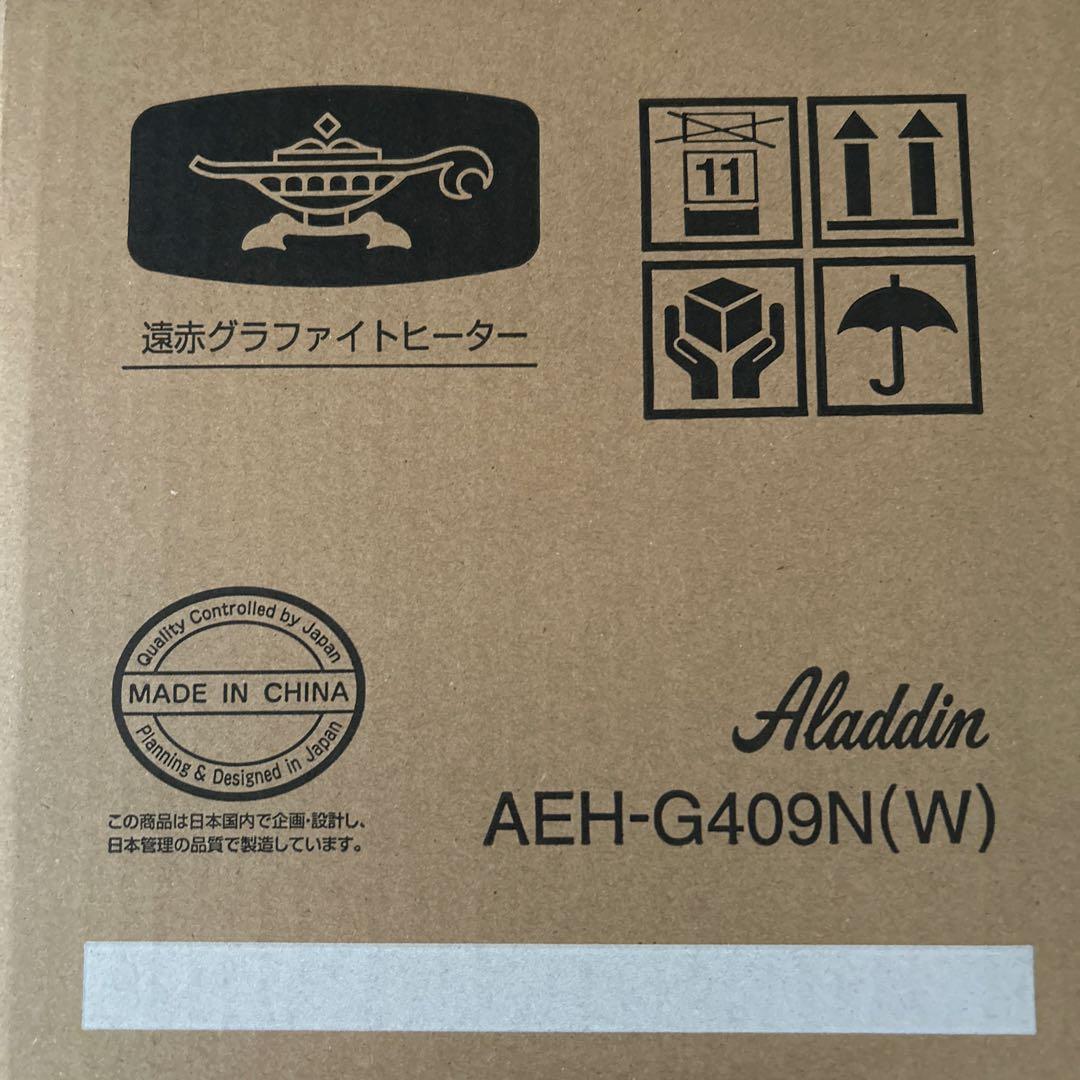 遠赤グラファイトヒーター
11
Quality Controlled by Japan
MADE IN CHINA
Planning & Designed in Japan
この商品は日本国内で企画・設計し、
日本管理の品質で製造しています。
Aladdin
AEH-G409N(W)